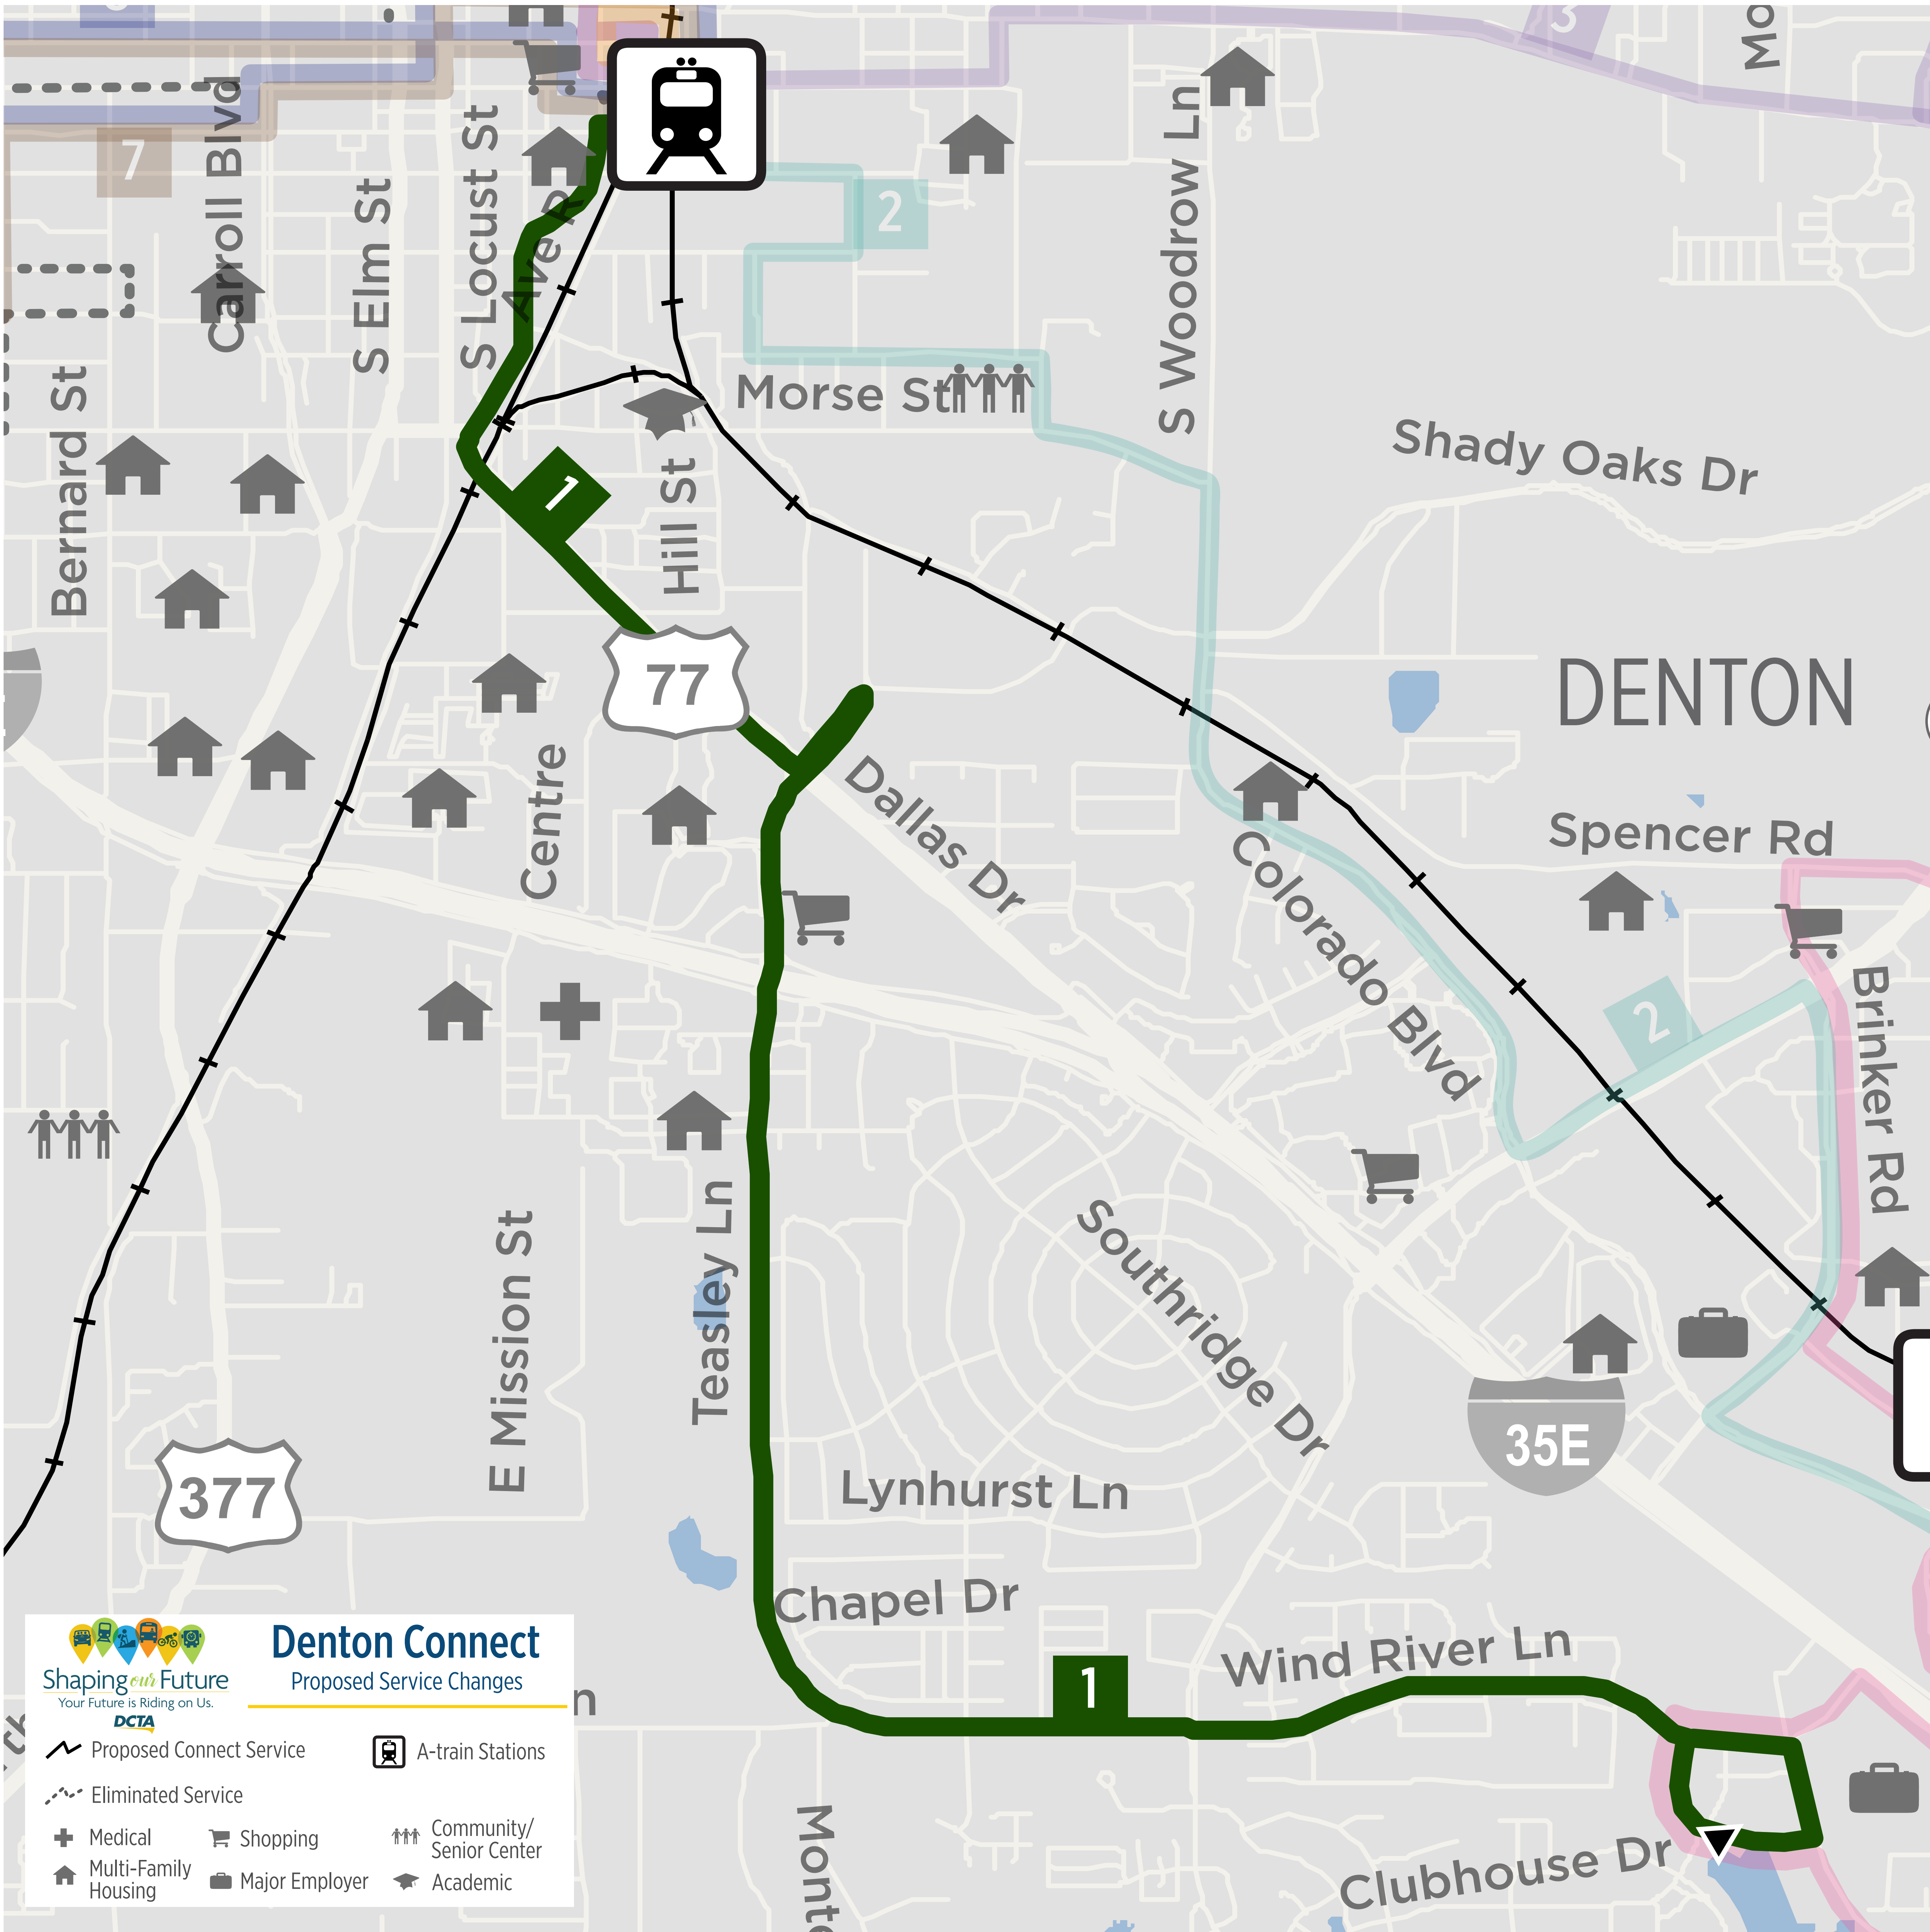 3
Mo
7
Carroll Blvd
S Elm St
S Locust St
Ave R
2
S Woodrow Ln
Morse St
Bernard St
Hill St
1
Shady Oaks Dr
77
DENTON
Centre
Dallas Dr
Colorado Blvd
Spencer Rd
Brinker Rd
2
Teasley Ln
E Mission St
Southridge Dr
35E
377
Lynhurst Ln
Chapel Dr
1
Wind River Ln
Clubhouse Dr
Monte
n
Shaping our Future
Your Future is Riding on Us.
DCTA
Denton Connect
Proposed Service Changes
Proposed Connect Service
A-train Stations
Eliminated Service
Medical
Shopping
Community/
Senior Center
Multi-Family
Housing
Major Employer
Academic